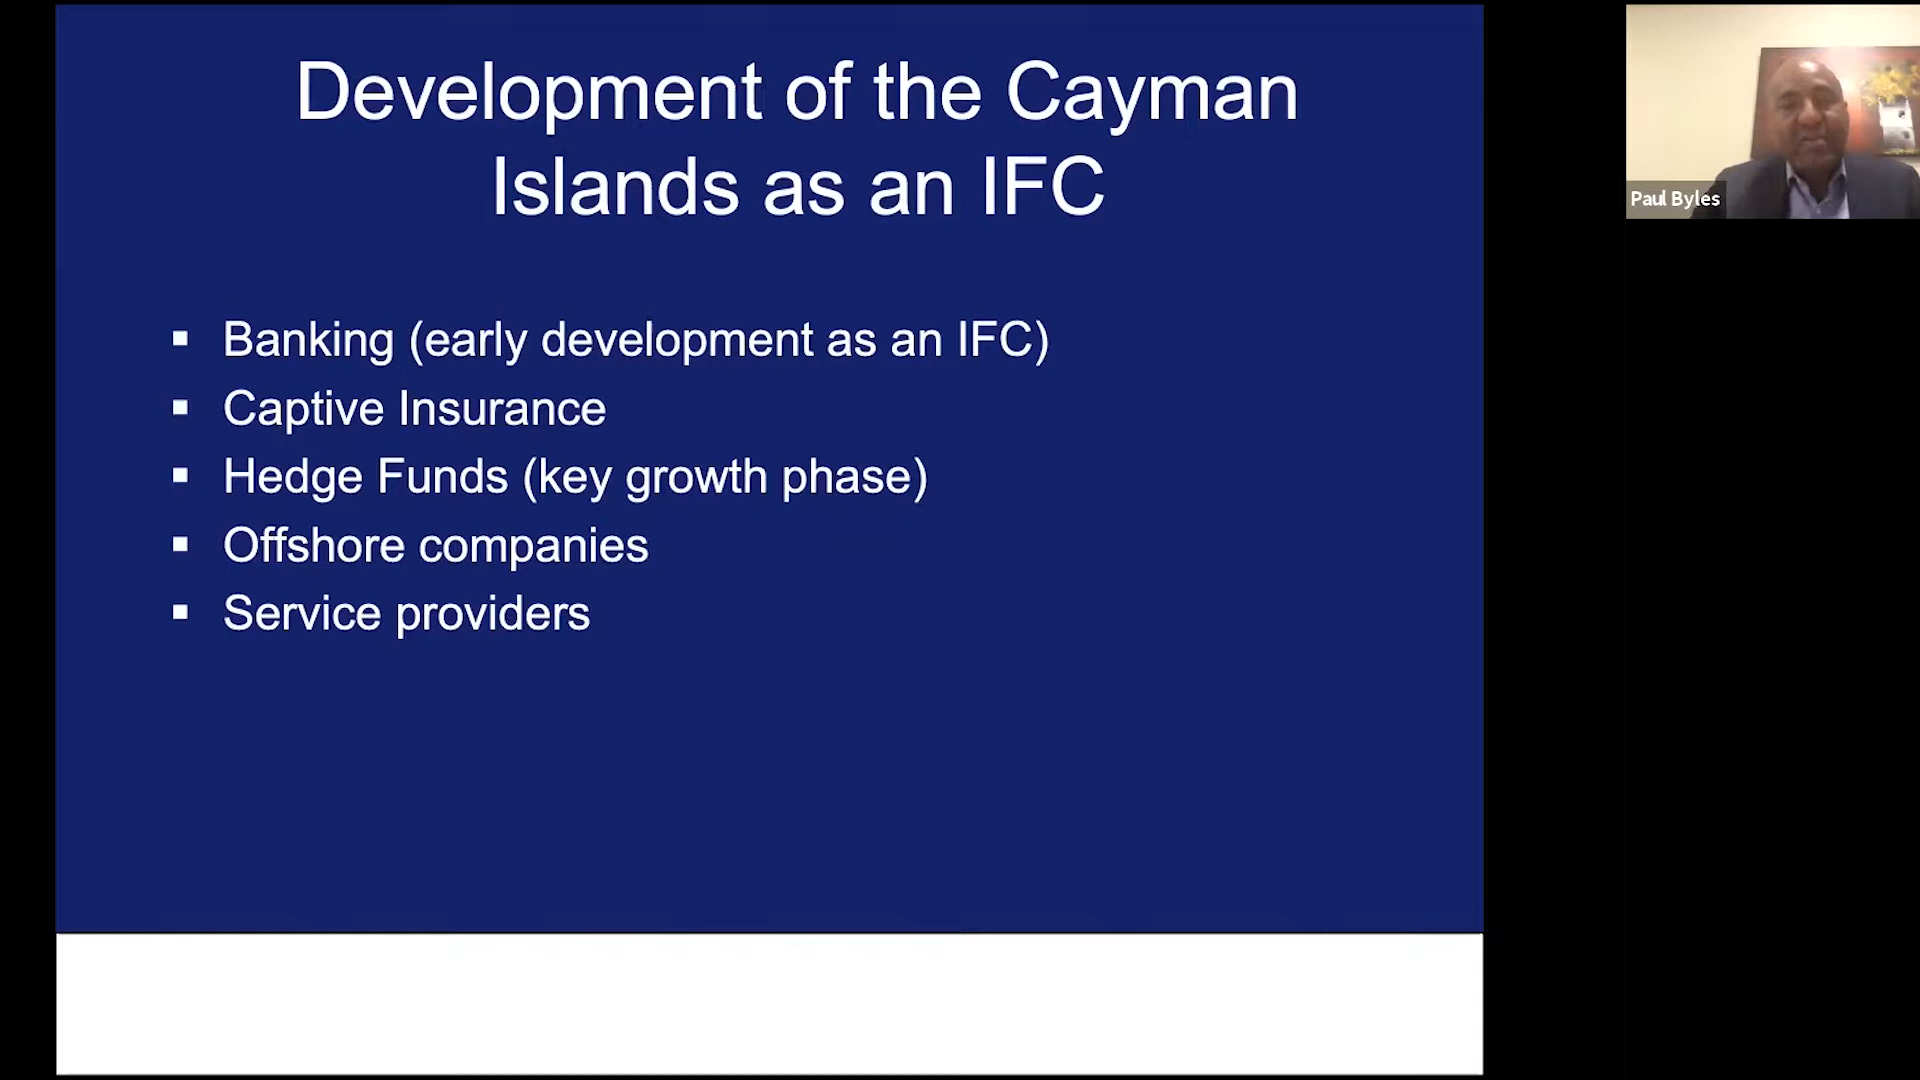 Development of the Cayman
Islands as an IFC
▪ Banking (early development as an IFC)
▪ Captive Insurance
▪ Hedge Funds (key growth phase)
▪ Offshore companies
▪ Service providers
Paul Byles